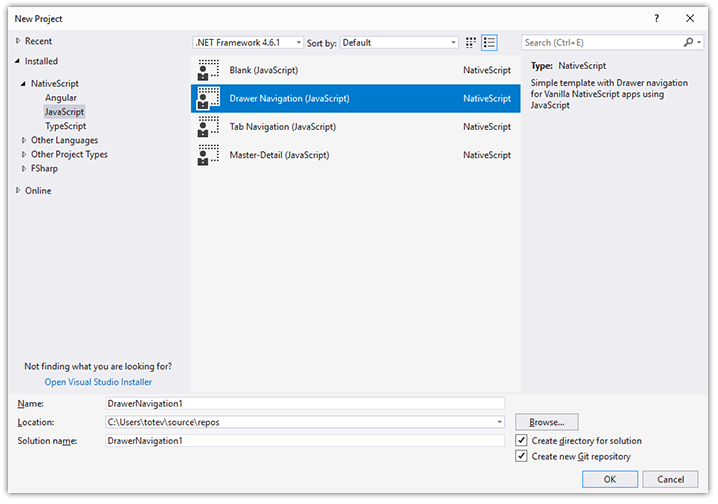 New Project
?
Recent
.NET Framework 4.6.1
Sort by: Default
Search (Ctrl+E)
Installed
NativeScript
Angular
JavaScript
TypeScript
Other Languages
Other Project Types
FSharp
Online
Blank (JavaScript) NativeScript
Drawer Navigation (JavaScript) NativeScript
Tab Navigation (JavaScript) NativeScript
Master-Detail (JavaScript) NativeScript
Type: NativeScript
Simple template with Drawer navigation
for Vanilla NativeScript apps using
JavaScript
Not finding what you are looking for?
Open Visual Studio Installer
Name: DrawerNavigation1
Location: C:\Users\totev\source\repos
Browse...
Solution name: DrawerNavigation1
Create directory for solution
Create new Git repository
OK
Cancel